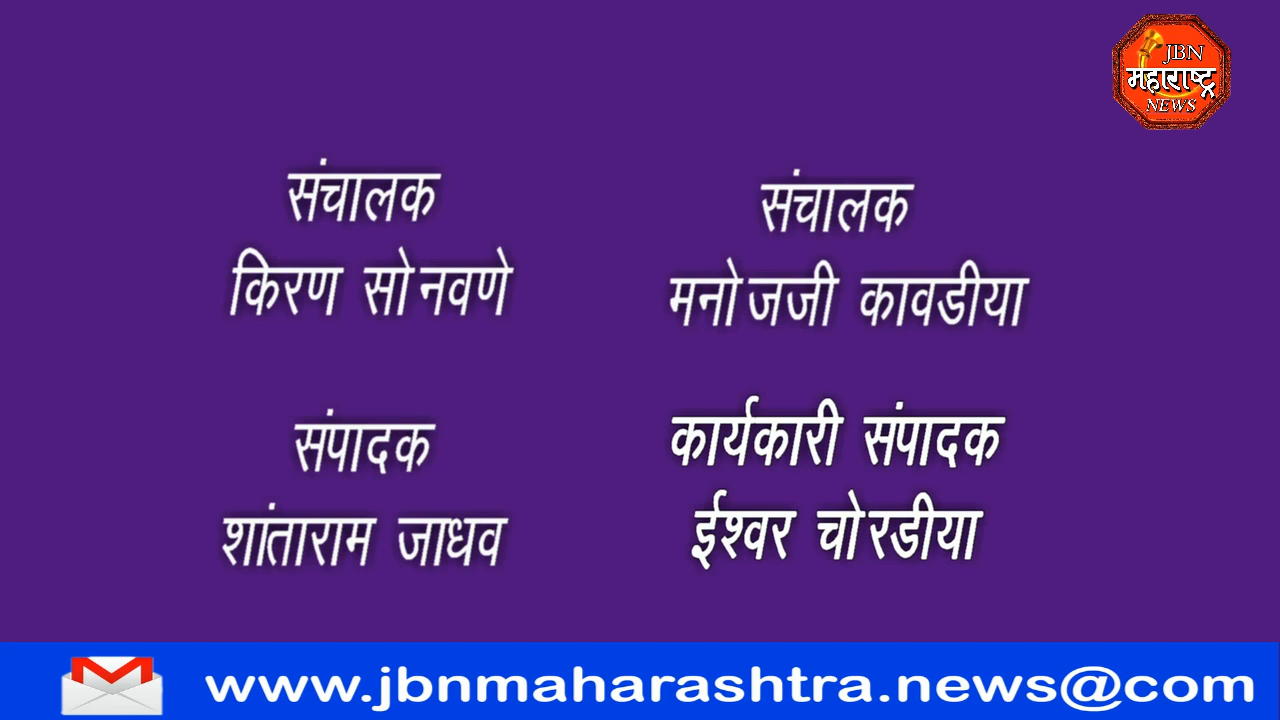 JBN
महाराष्ट्र
NEWS
संचालक
किरण सोनवणे
संचालक
मनोजजी कावडीया
संपादक
शांताराम जाधव
कार्यकारी संपादक
ईश्वर चोरडीया
www.jbnmaharashtra.news@com